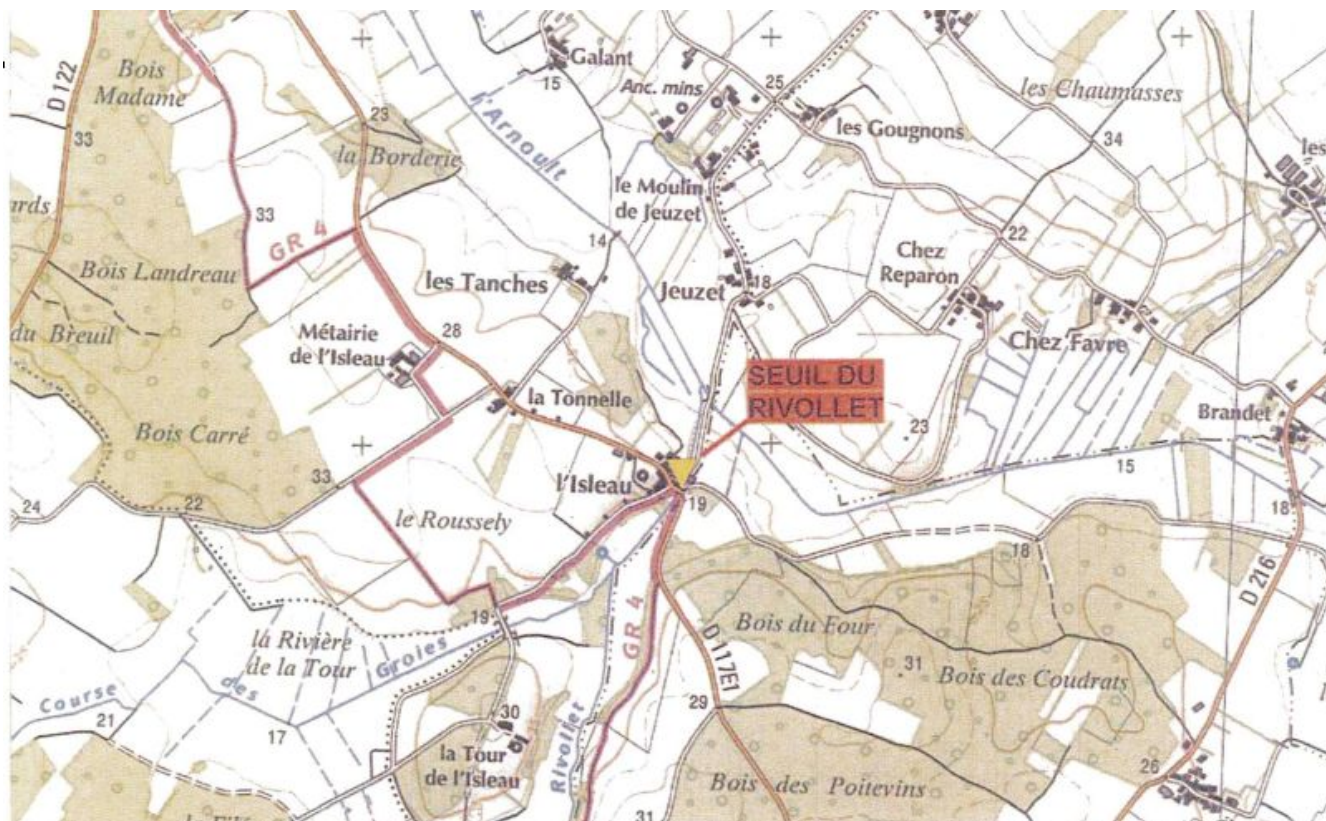 Bois
Madame
D 122
33
23
la Borderie
Galant
15
l'Arnoult
Anc. mins
25
les Gougnons
les Chaumasses
34
les
le Moulin
de Jeuzet
33
GR 4
14
22
Chez
Reparon
Bois Landreau
les Tanches
Jeuzet
18
du Breuil
Métairie
de l'Isleau
28
Chez Favre
SEUIL DU
RIVOLLET
la Tonnelle
Bois Carré
23
Brandet
15
33
l'Isleau
19
18
24
22
le Roussely
18
D 216
19
GR 4
D 117E1
Bois du Four
31
Bois des Coudrats
la Rivière
de la Tour
Course
des
Groies
21
17
30
la Tour
de l'Isleau
Rivollet
29
Bois des Poitevins
26
31